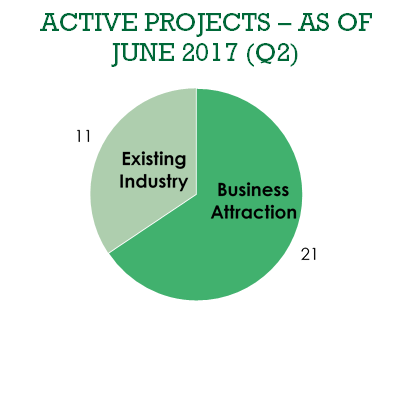 ACTIVE PROJECTS – AS OF
JUNE 2017 (Q2)
11
Existing
Industry
Business
Attraction
21